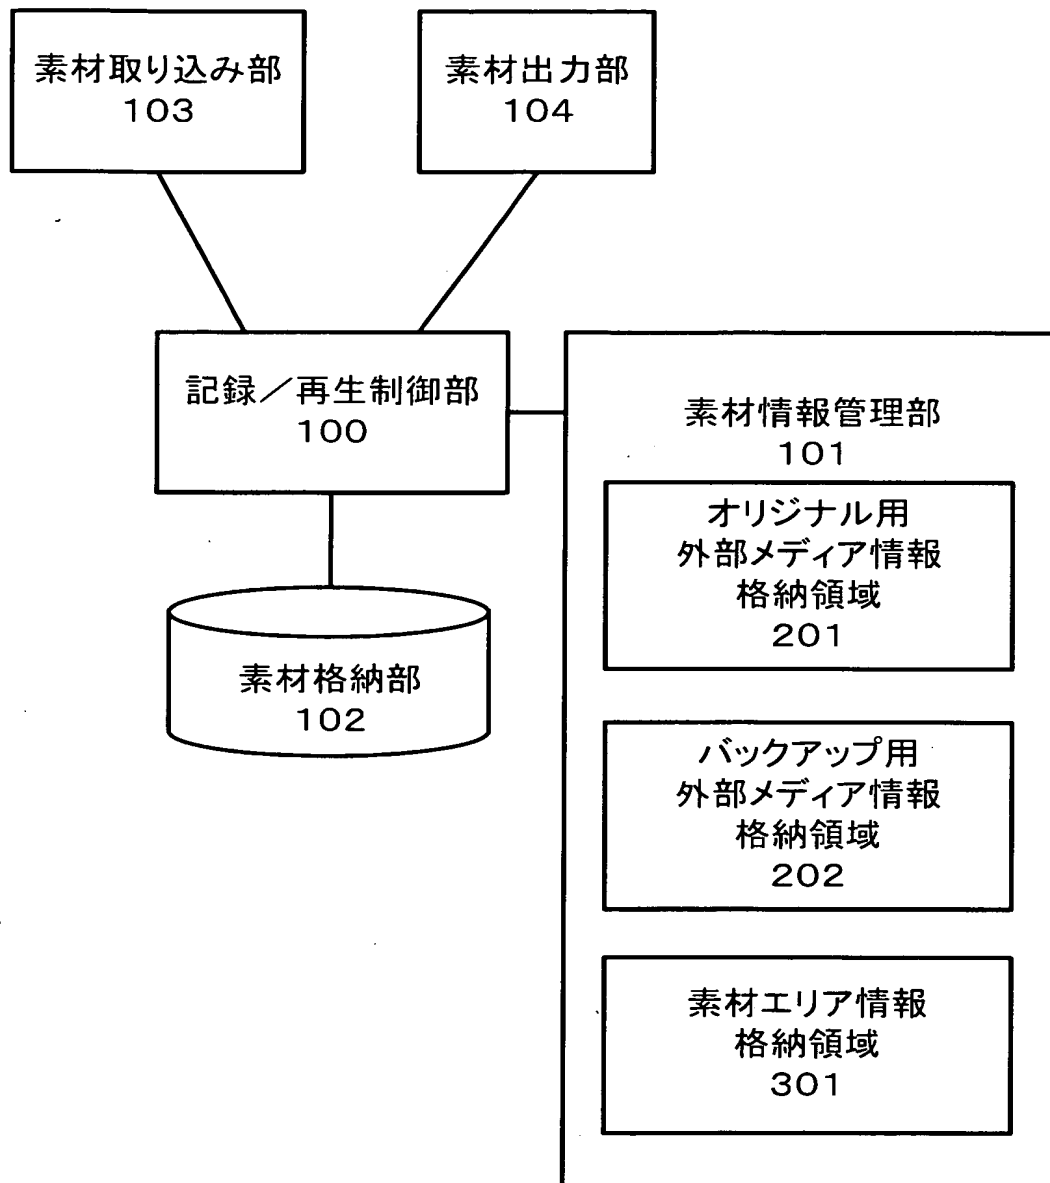 素材取り込み部
103
素材出力部
104
記録／再生制御部
100
素材情報管理部
101
オリジナル用
外部メディア情報
格納領域
201
素材格納部
102
バックアップ用
外部メディア情報
格納領域
202
素材エリア情報
格納領域
301